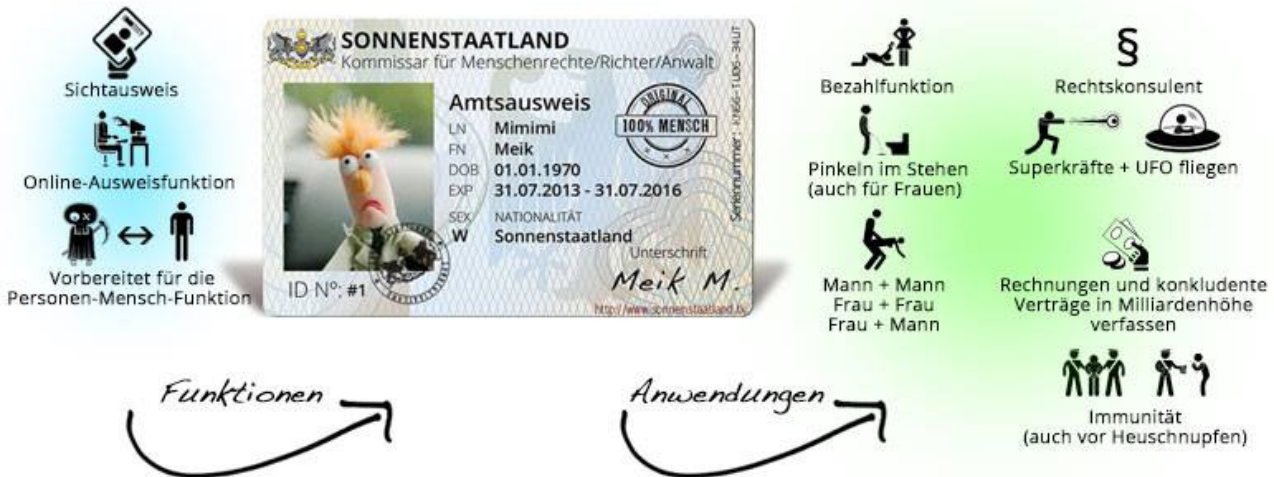 Sichtausweis
Online-Ausweisfunktion
Vorbereitet für die
Personen-Mensch-Funktion
SONNENSTAATLAND
Kommissar für Menschenrechte/Richter/Anwalt
Amtsausweis
LN Mimimi
FN Meik
DOB 01.01.1970
EXP 31.07.2013 - 31.07.2016
SEX NATIONALITÄT
W Sonnenstaatland
Unterschrift
Meik M.
ID Nº: #1
http://www.sonnenstaatland.tv
ORIGINAL
100% MENSCH
Seriennummer:
Bezahlfunktion
Pinkeln im Stehen
(auch für Frauen)
Mann + Mann
Frau + Frau
Frau + Mann
§
Rechtskonsulent
Superkräfte + UFO fliegen
Rechnungen und konkludente
Verträge in Milliardenhöhe
verfassen
Immunität
(auch vor Heuschnupfen)
Funktionen
Anwendungen